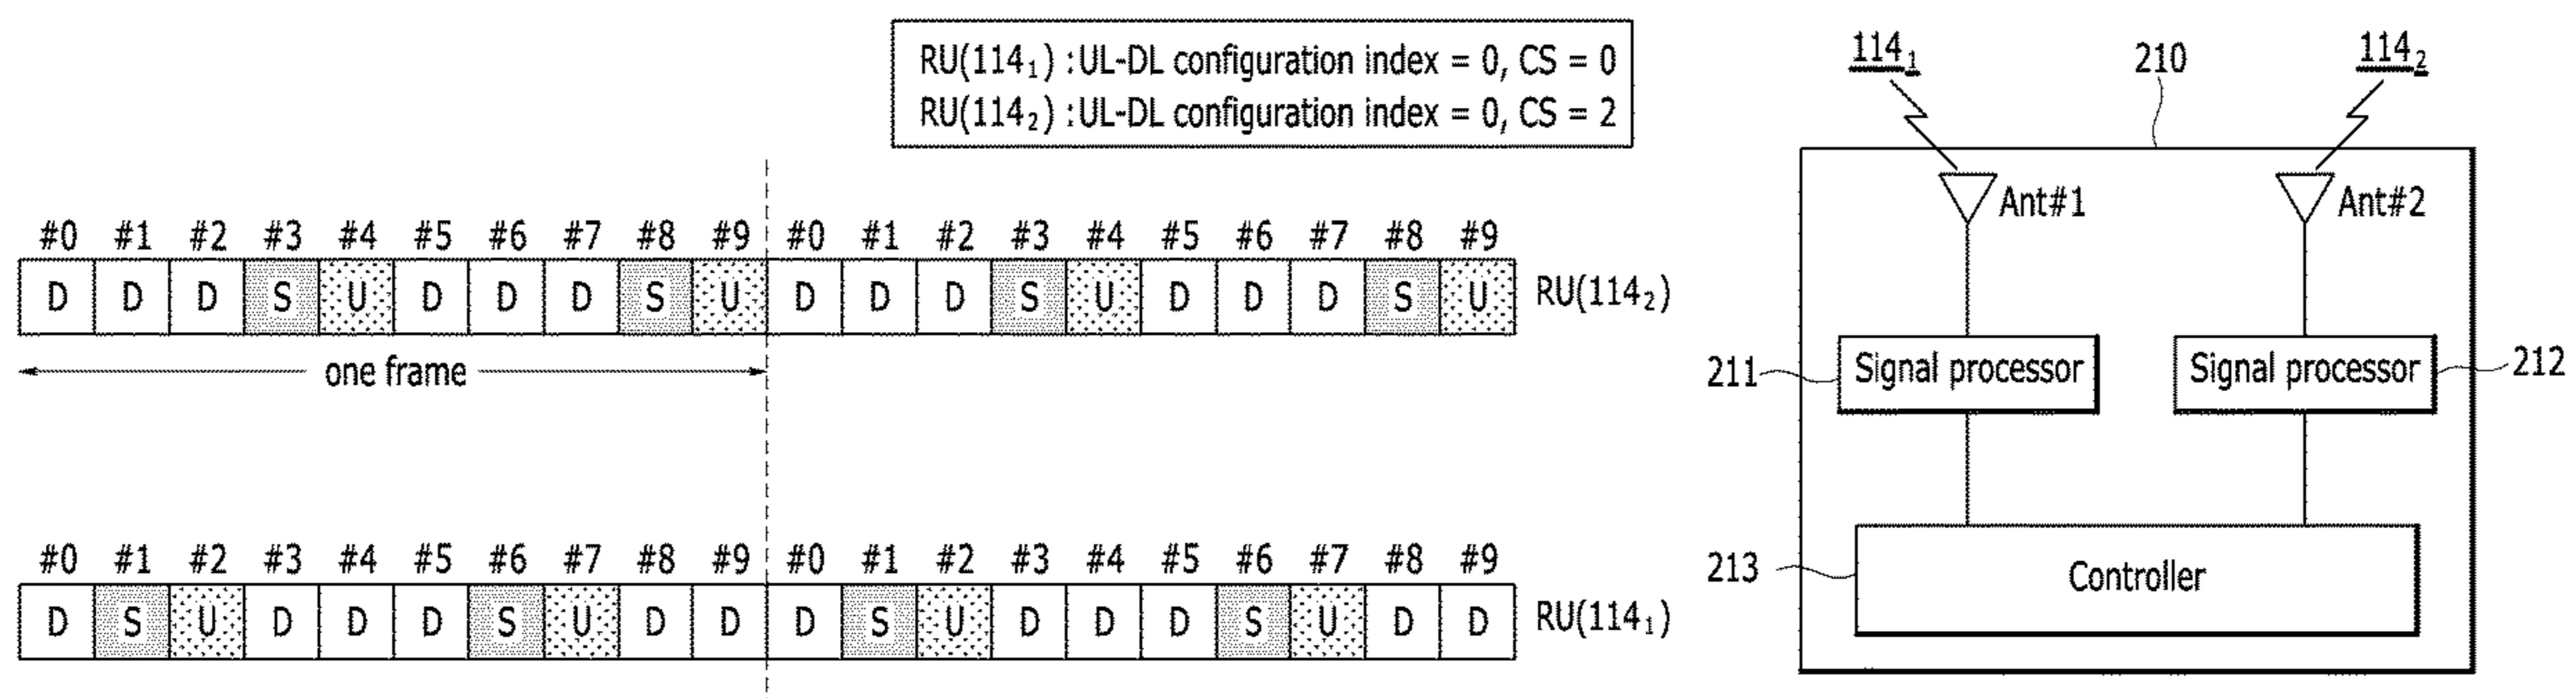 RU(114₁) :UL-DL configuration index = 0, CS = 0
RU(114₂) :UL-DL configuration index = 0, CS = 2
#0 #1 #2 #3 #4 #5 #6 #7 #8 #9 #0 #1 #2 #3 #4 #5 #6 #7 #8 #9
D D D S U D D D S U D D D S U D D D S U RU(114₂)
one frame
#0 #1 #2 #3 #4 #5 #6 #7 #8 #9 #0 #1 #2 #3 #4 #5 #6 #7 #8 #9
D S U D D D S U D D D S U D D D S U D D RU(114₁)
114₁ 210 114₂
Ant#1 Ant#2
211 Signal processor Signal processor 212
213 Controller